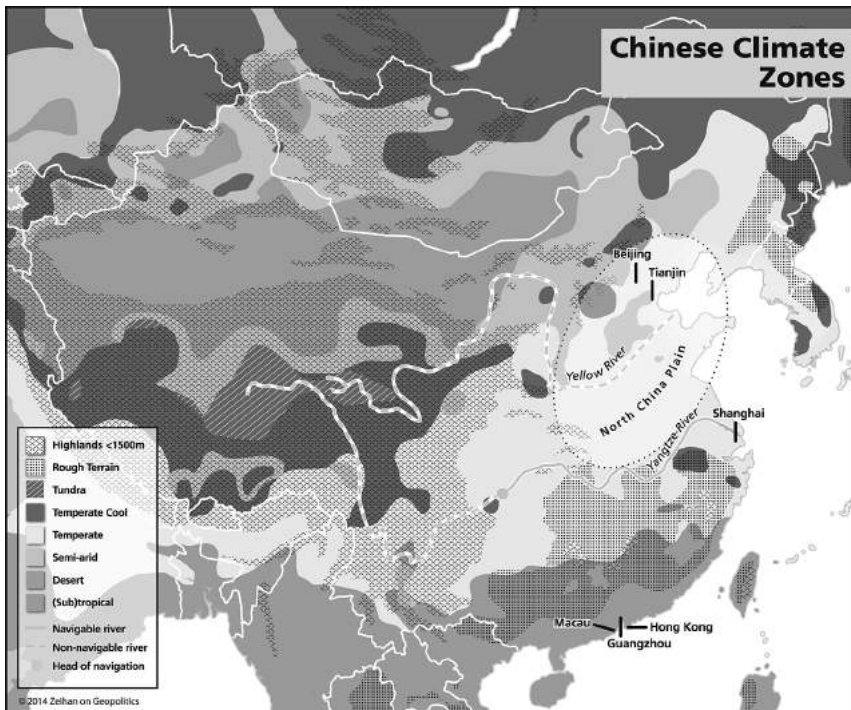 Chinese Climate
Zones
Beijing
Tianjin
Yellow River
North China Plain
Yangtze River
Shanghai
Macau
Hong Kong
Guangzhou
Highlands <1500m
Rough Terrain
Tundra
Temperate Cool
Temperate
Semi-arid
Desert
(Sub)tropical
Navigable river
Non-navigable river
Head of navigation
© 2014 Zeihan on Geopolitics